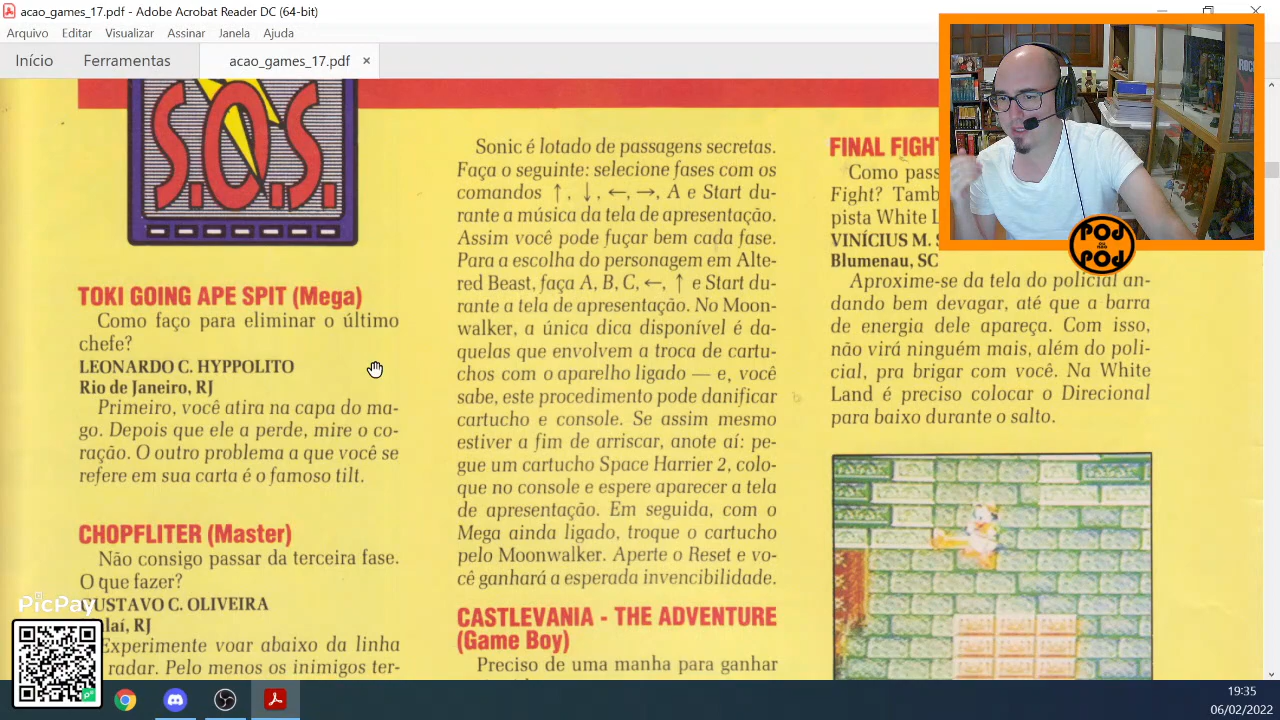 acao_games_17.pdf - Adobe Acrobat Reader DC (64-bit)
Arquivo Editar Visualizar Assinar Janela Ajuda
Início Ferramentas acao_games_17.pdf ×
S.O.S.
TOKI GOING APE SPIT (Mega)
Como faço para eliminar o último
chefe?
LEONARDO C. HYPPOLITO
Rio de Janeiro, RJ
Primeiro, você atira na capa do ma-
go. Depois que ele a perde, mire o co-
ração. O outro problema a que você se
refere em sua carta é o famoso tilt.
CHOPFLITER (Master)
Não consigo passar da terceira fase.
O que fazer?
GUSTAVO C. OLIVEIRA
laí, RJ
Experimente voar abaixo da linha
radar. Pelo menos os inimigos ter-
Sonic é lotado de passagens secretas.
Faça o seguinte: selecione fases com os
comandos ↑, ↓, ←→, A e Start du-
rante a música da tela de apresentação.
Assim você pode fuçar bem cada fase.
Para a escolha do personagem em Alte-
red Beast, faça A, B, C, ←, ↑ e Start du-
rante a tela de apresentação. No Moon-
walker, a única dica disponível é da-
quelas que envolvem a troca de cartu-
chos com o aparelho ligado — e, você
sabe, este procedimento pode danificar
cartucho e console. Se assim mesmo
estiver a fim de arriscar, anote aí: pe-
gue um cartucho Space Harrier 2, colo-
que no console e espere aparecer a tela
de apresentação. Em seguida, com o
Mega ainda ligado, troque o cartucho
pelo Moonwalker. Aperte o Reset e vo-
cê ganhará a esperada invencibilidade.
CASTLEVANIA - THE ADVENTURE
(Game Boy)
Preciso de uma manha para ganhar
FINAL FIGHT
Como pass
Fight? Tamb
pista White L
VINÍCIUS M. S
Blumenau, SC
Aproxime-se da tela do policial an-
dando bem devagar, até que a barra
de energia dele apareça. Com isso,
não virá ninguém mais, além do poli-
cial, pra brigar com você. Na White
Land é preciso colocar o Direcional
para baixo durante o salto.
POD
POD
PicPay
19:35
06/02/2022